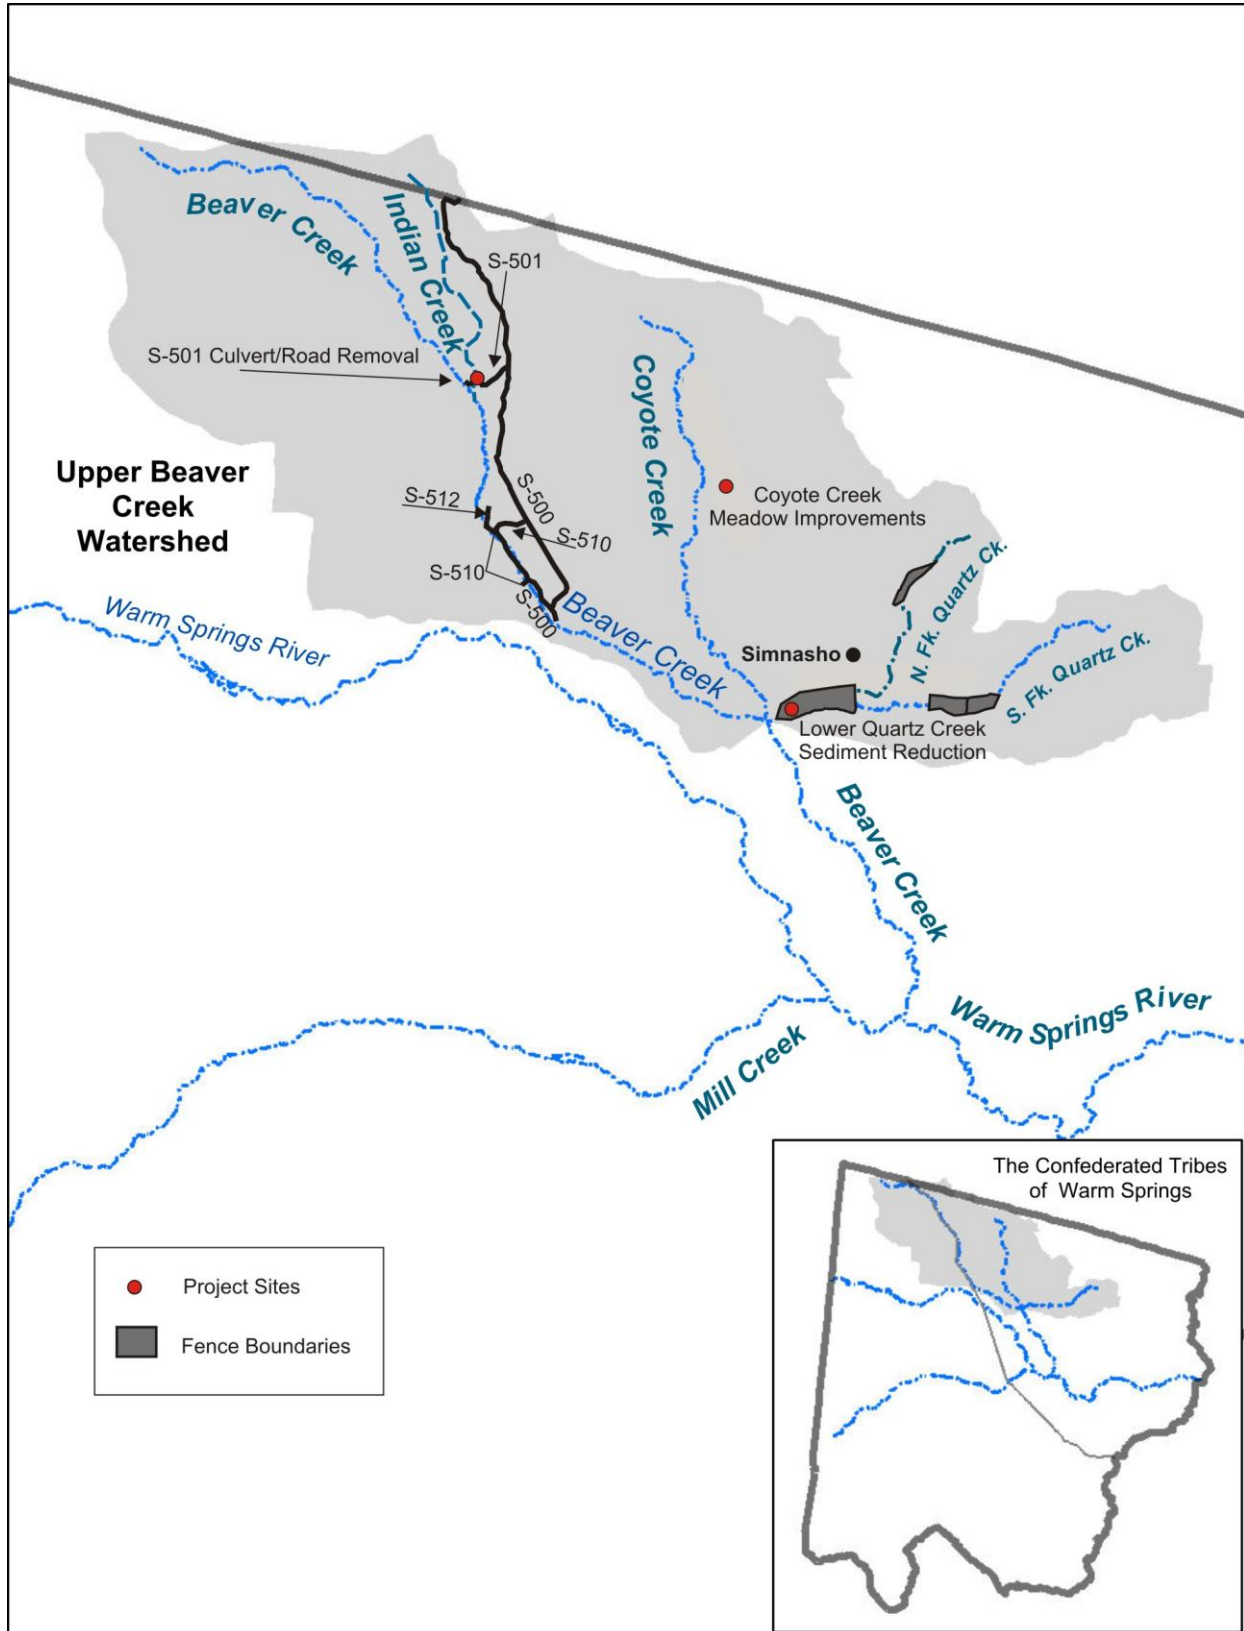 Beaver Creek
Indian Creek
S-501
S-501 Culvert/Road Removal
Coyote Creek
Upper Beaver
Creek
Watershed
S-512
S-500
S-510
Coyote Creek
Meadow Improvements
S-510
S-500
Beaver Creek
Warm Springs River
N. Fk. Quartz Ck.
Simnasho
S. Fk. Quartz Ck.
Lower Quartz Creek
Sediment Reduction
Beaver Creek
Warm Springs River
Mill Creek
The Confederated Tribes
of Warm Springs
Project Sites
Fence Boundaries